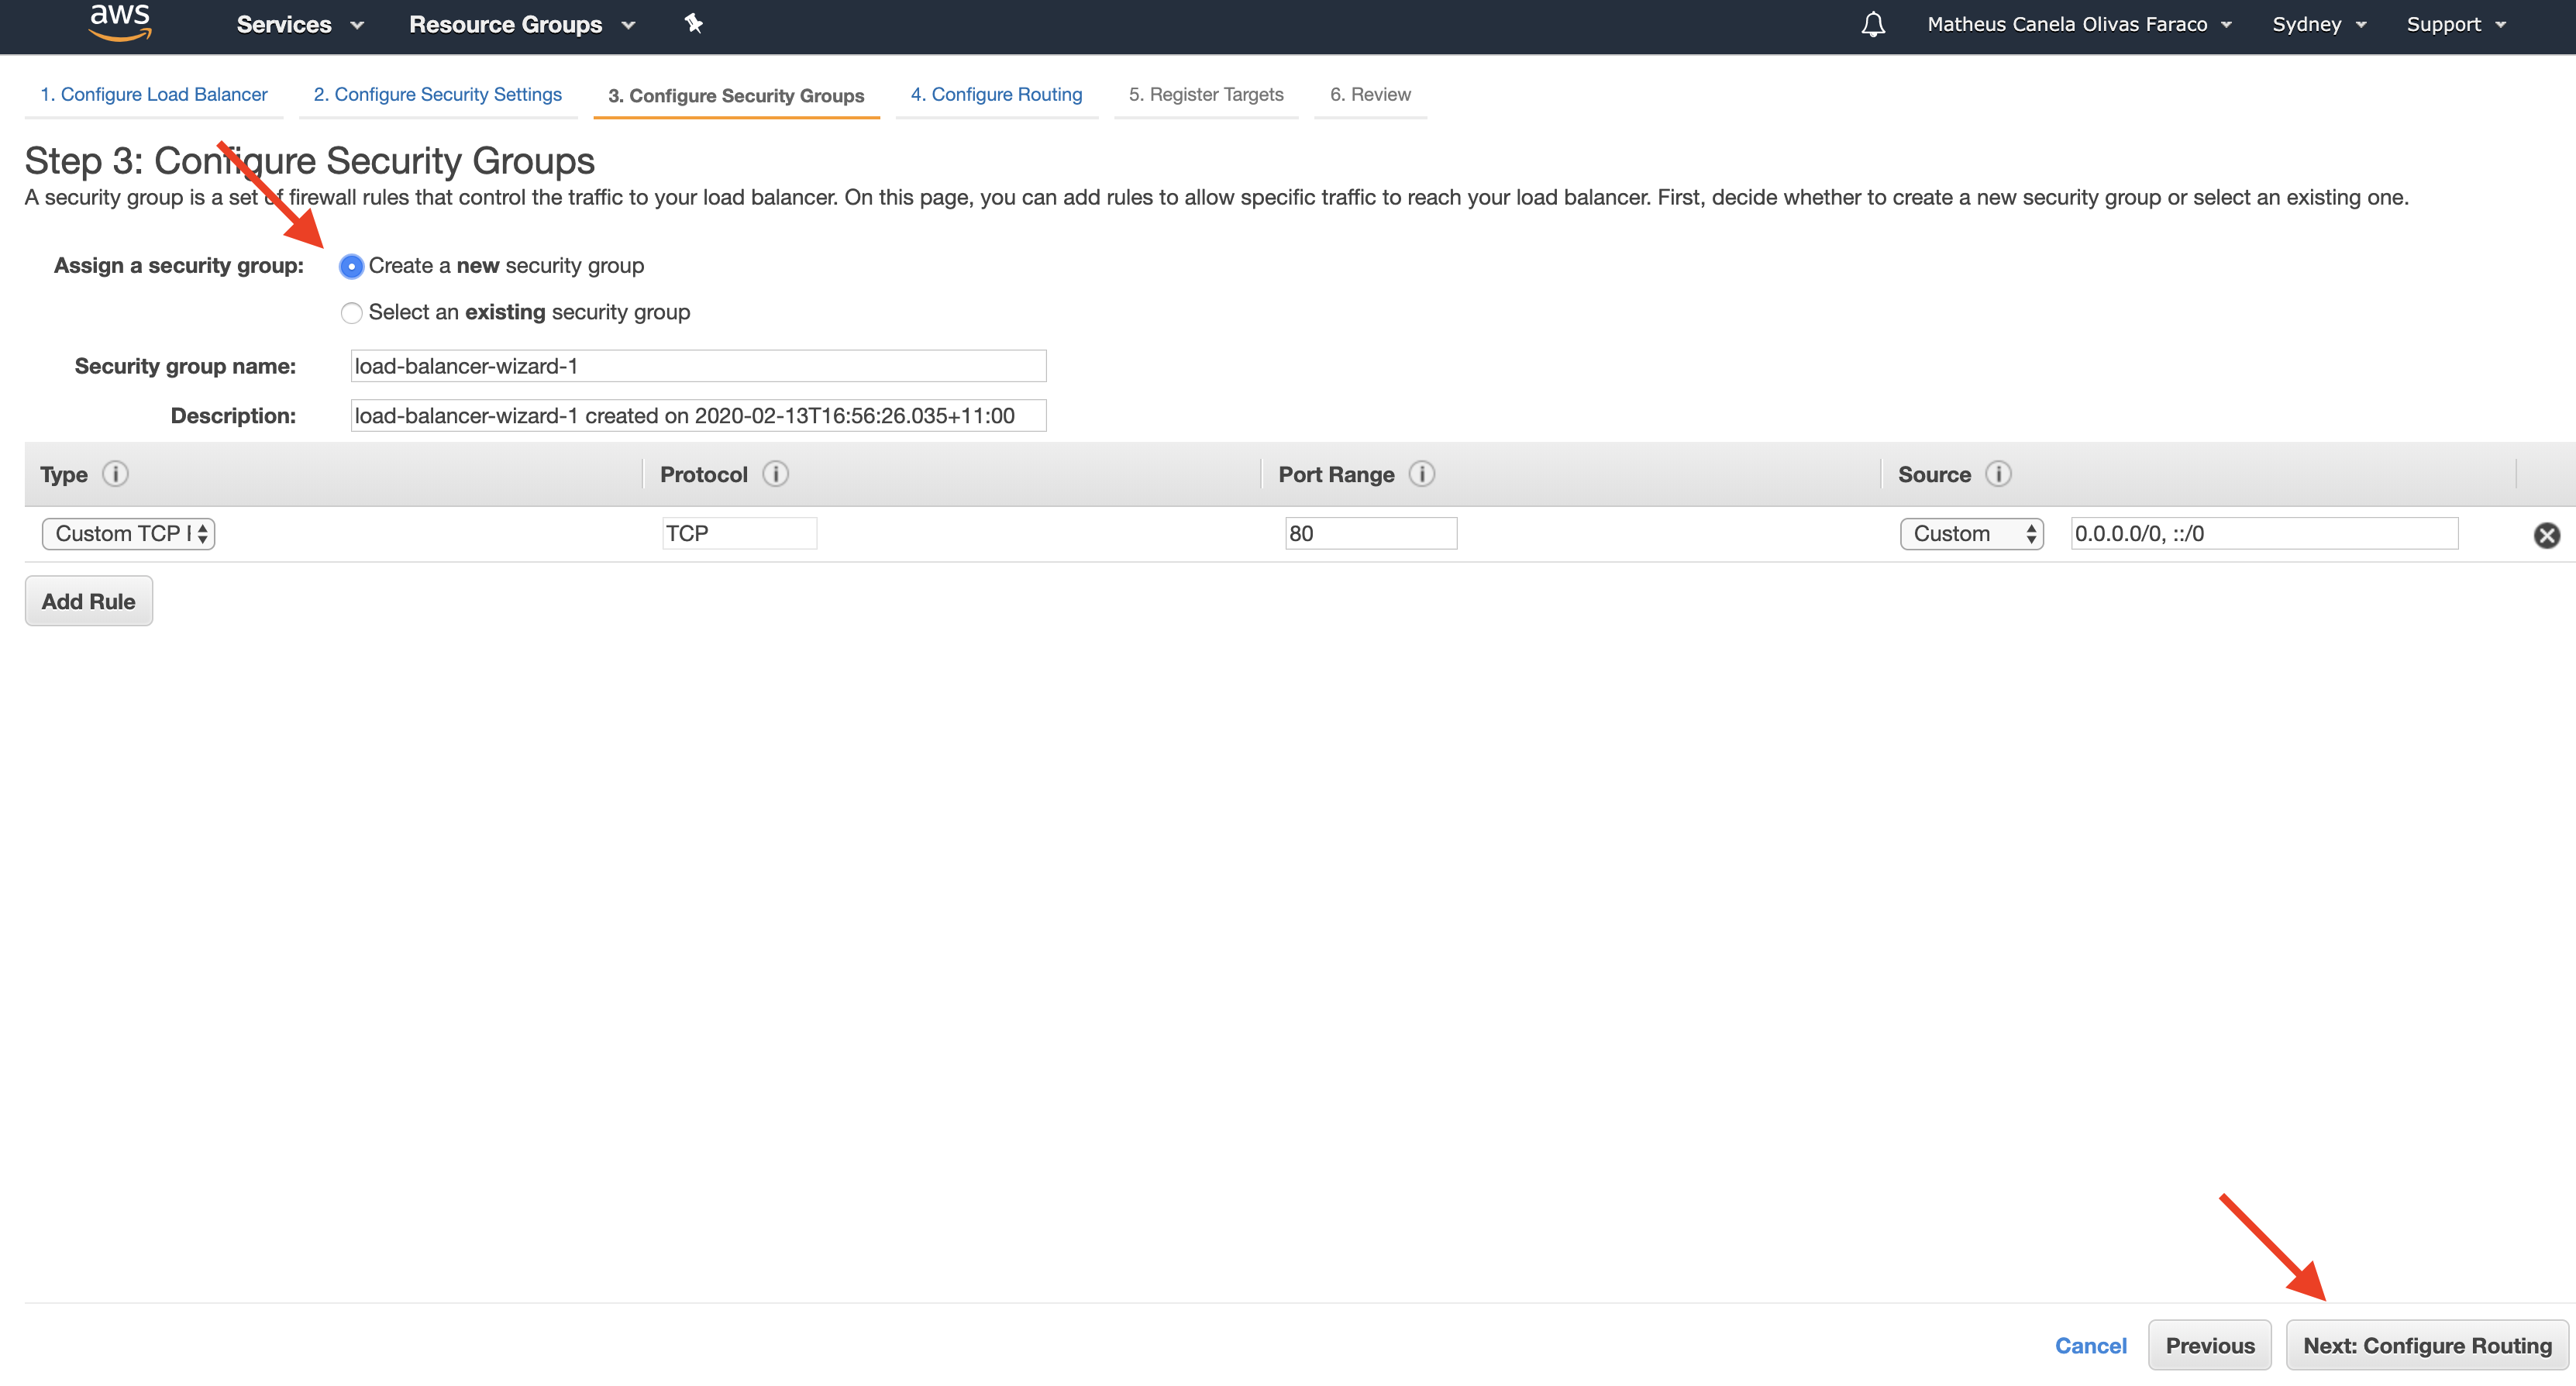 aws Services Resource Groups Matheus Canela Olivas Faraco Sydney Support
1. Configure Load Balancer 2. Configure Security Settings 3. Configure Security Groups 4. Configure Routing 5. Register Targets 6. Review
Step 3: Configure Security Groups
A security group is a set of firewall rules that control the traffic to your load balancer. On this page, you can add rules to allow specific traffic to reach your load balancer. First, decide whether to create a new security group or select an existing one.
Assign a security group: Create a new security group
Select an existing security group
Security group name: load-balancer-wizard-1
Description: load-balancer-wizard-1 created on 2020-02-13T16:56:26.035+11:00
Type Protocol Port Range Source
Custom TCP TCP 80 Custom 0.0.0.0/0, ::/0
Add Rule
Cancel Previous Next: Configure Routing